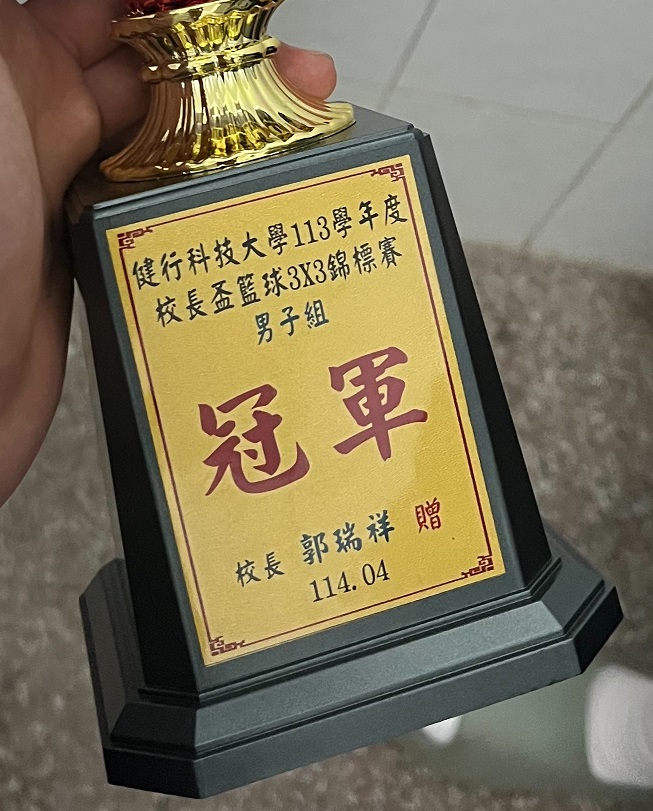 健行科技大學113學年度
校長盃籃球3X3錦標賽
男子組
冠軍
校長 郭瑞祥 贈
114.04